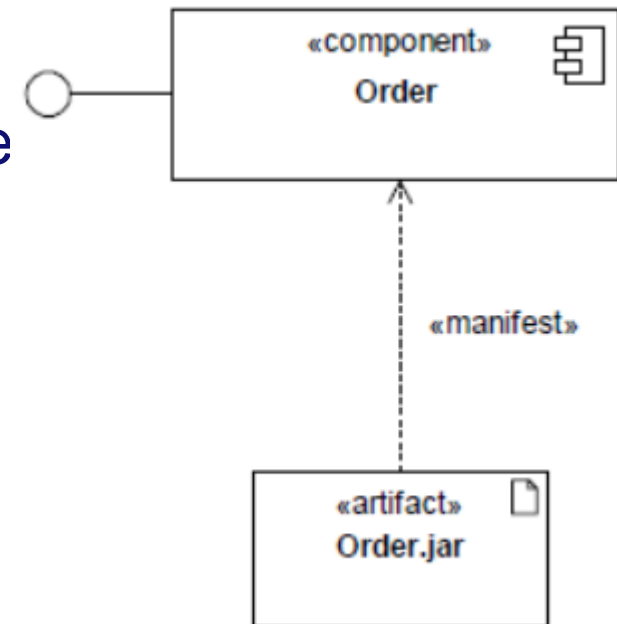 «component»
Order
e
«manifest»
«artifact»
Order.jar